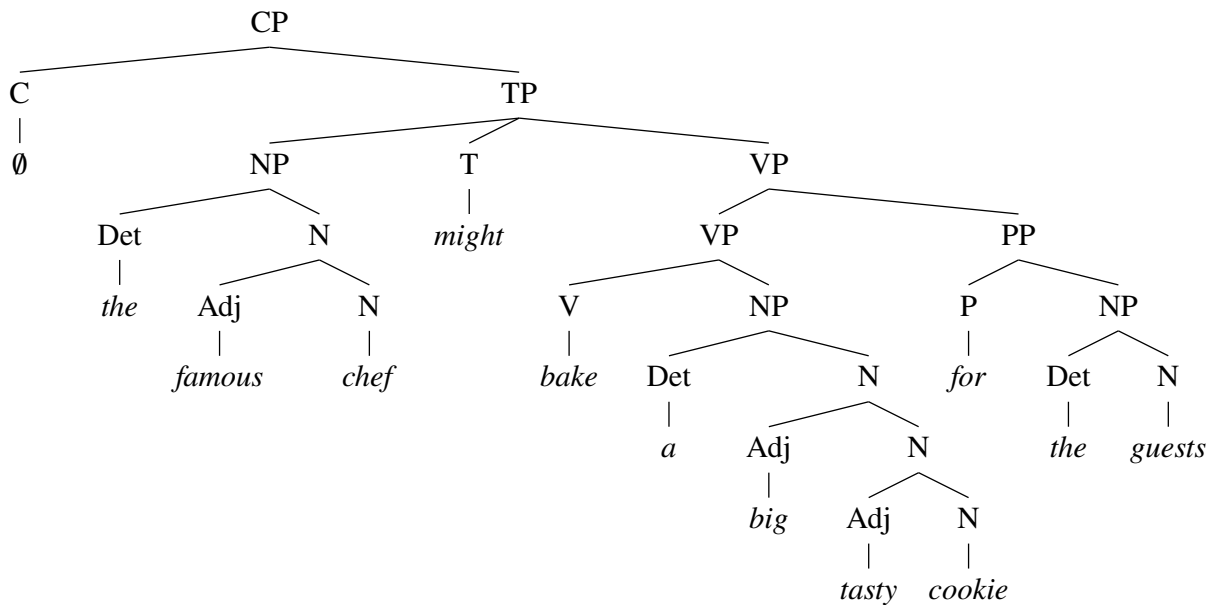 CP
C TP
∅ NP T VP
Det N might VP PP
the Adj N V NP P NP
famous chef bake Det N for Det N
a Adj N the guests
big Adj N
tasty cookie